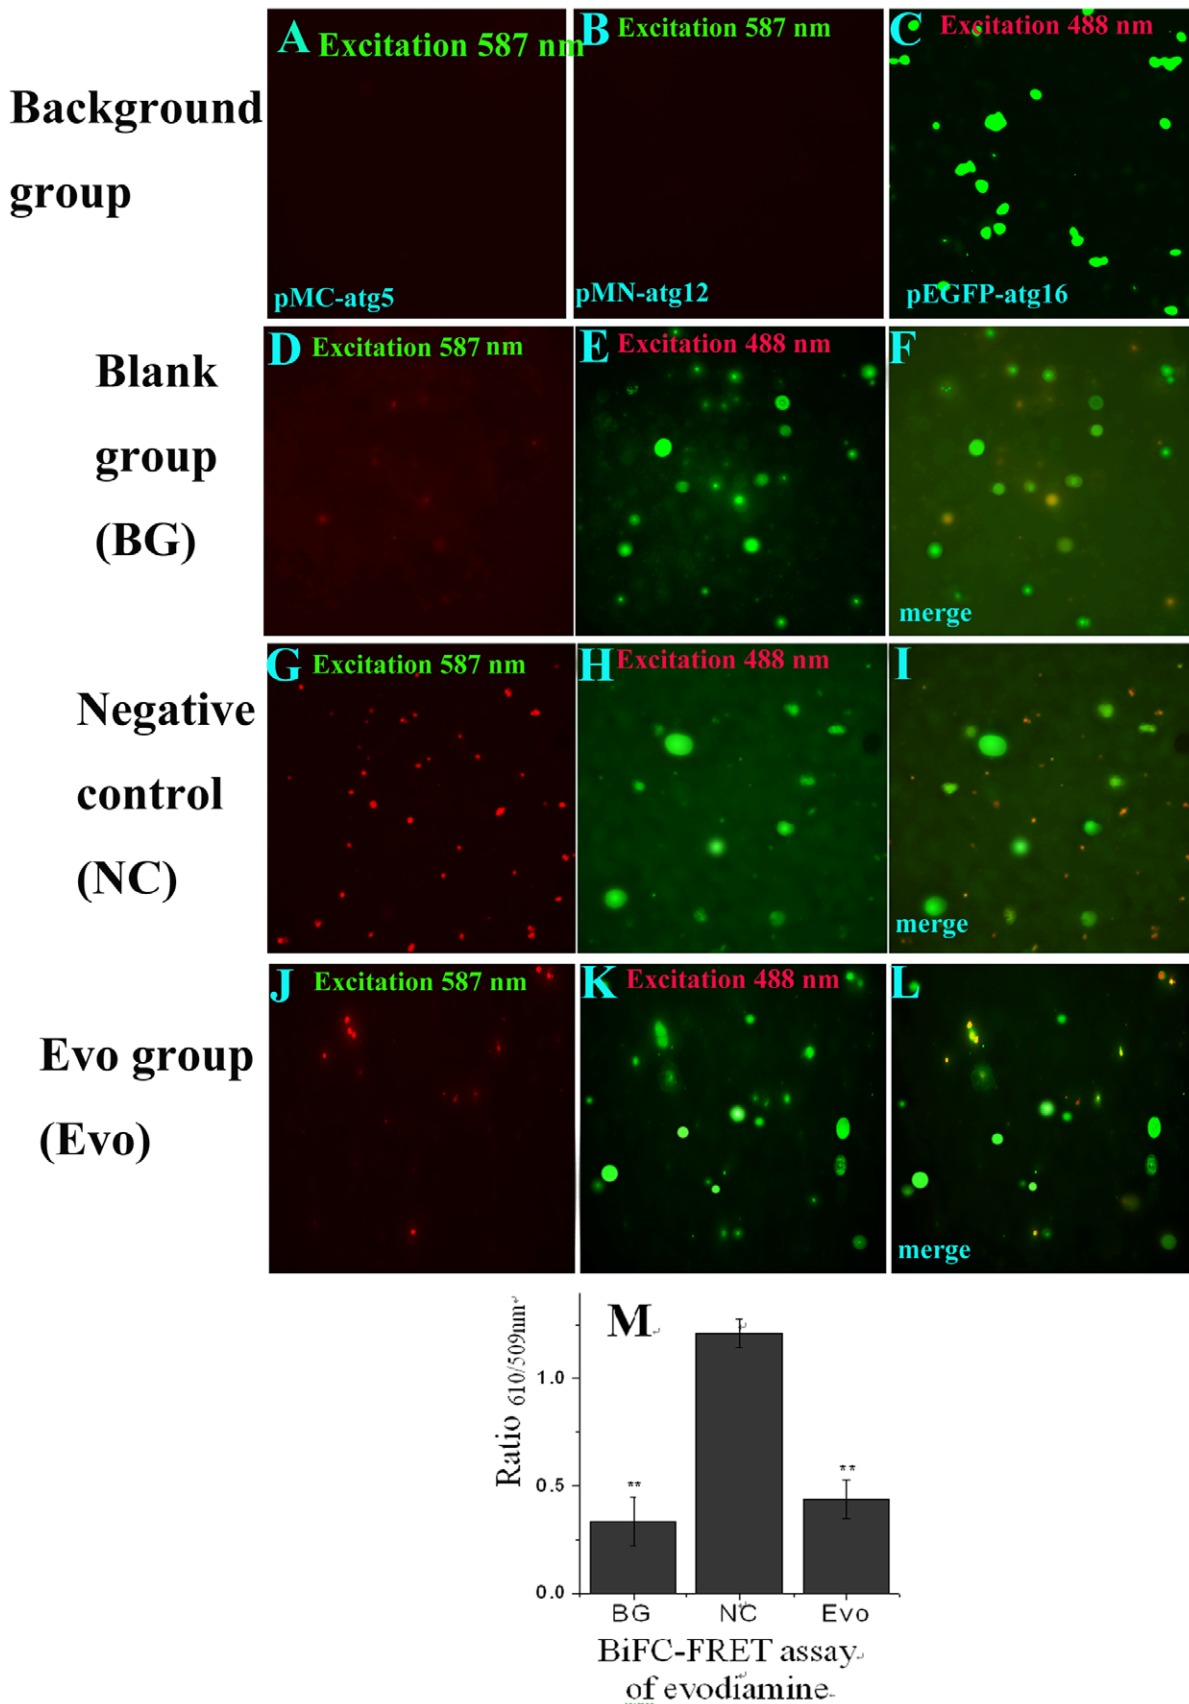 Background
group
A Excitation 587 nm
pMC-atg5
B Excitation 587 nm
pMN-atg12
C Excitation 488 nm
pEGFP-atg16
Blank
group
(BG)
D Excitation 587 nm
E Excitation 488 nm
F
merge
Negative
control
(NC)
G Excitation 587 nm
H Excitation 488 nm
I
merge
Evo group
(Evo)
J Excitation 587 nm
K Excitation 488 nm
L
merge
M
Ratio 610/509nm
1.0
0.5
0.0
**
**
BG NC Evo
BiFC-FRET assay
of evodiamine